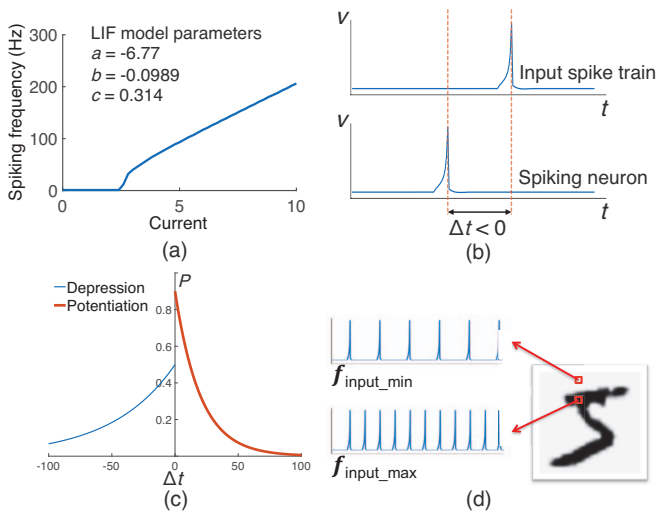 300
200
100
0
Spiking frequency (Hz)
LIF model parameters
a = -6.77
b = -0.0989
c = 0.314
0
5
10
Current
(a)
v
Input spike train
t
v
Spiking neuron
t
Δt < 0
(b)
P
Depression
Potentiation
0.8
0.6
0.4
0.2
-100
-50
0
50
100
Δt
(c)
f input_min
f input_max
(d)